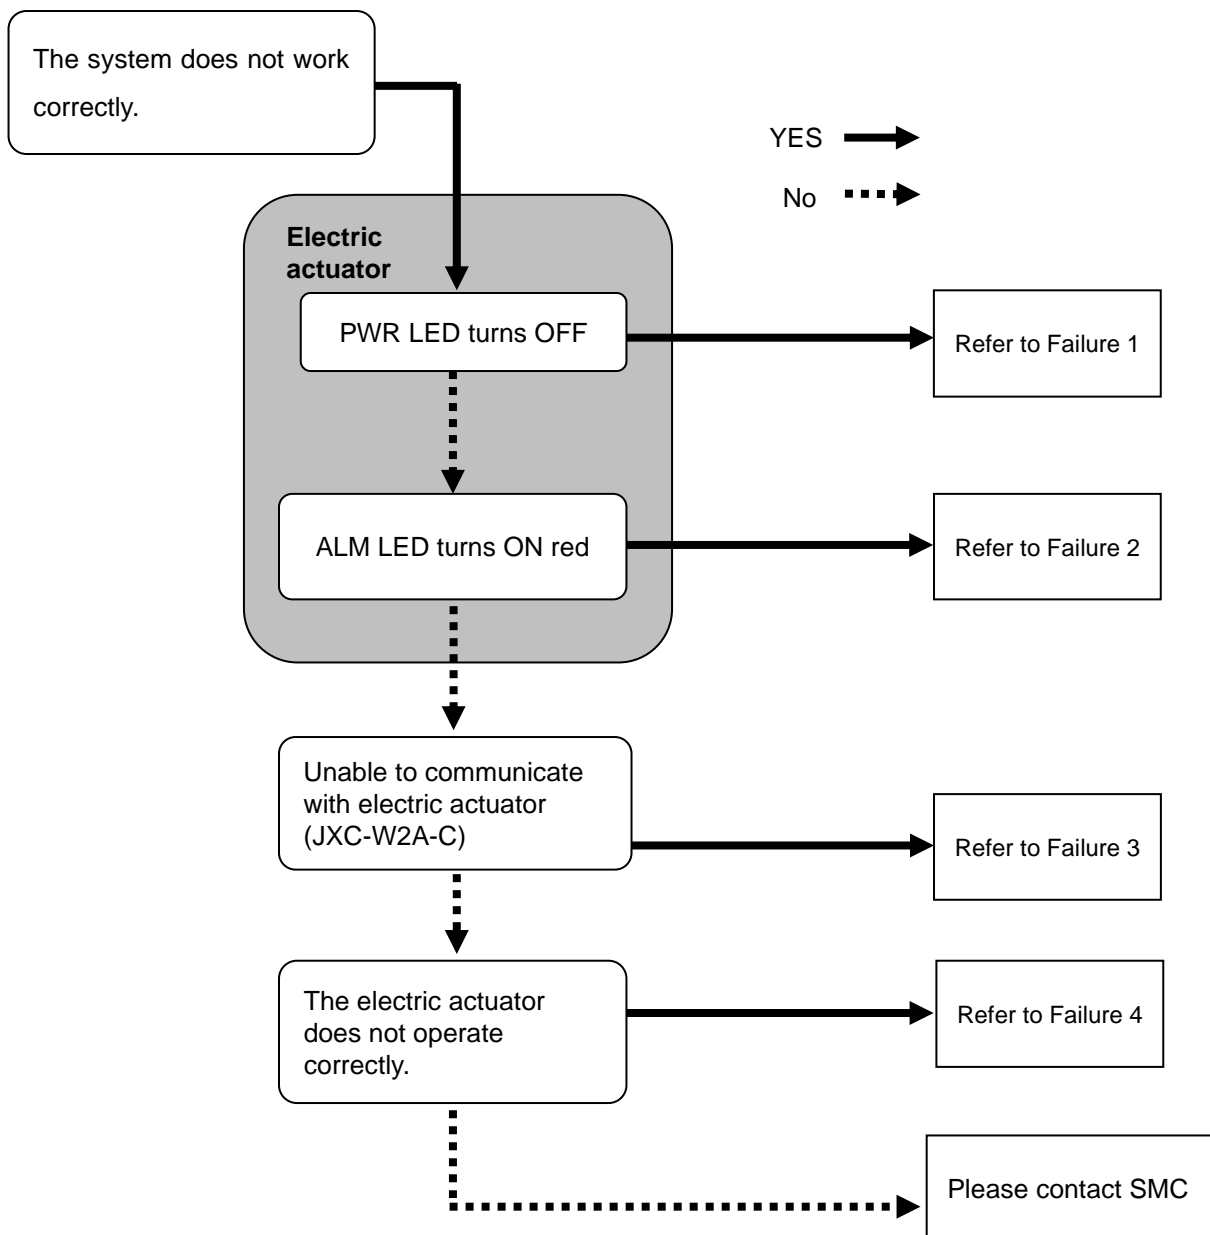 The system does not work
correctly.
YES
No
Electric
actuator
PWR LED turns OFF
Refer to Failure 1
ALM LED turns ON red
Refer to Failure 2
Unable to communicate
with electric actuator
(JXC-W2A-C)
Refer to Failure 3
The electric actuator
does not operate
correctly.
Refer to Failure 4
Please contact SMC